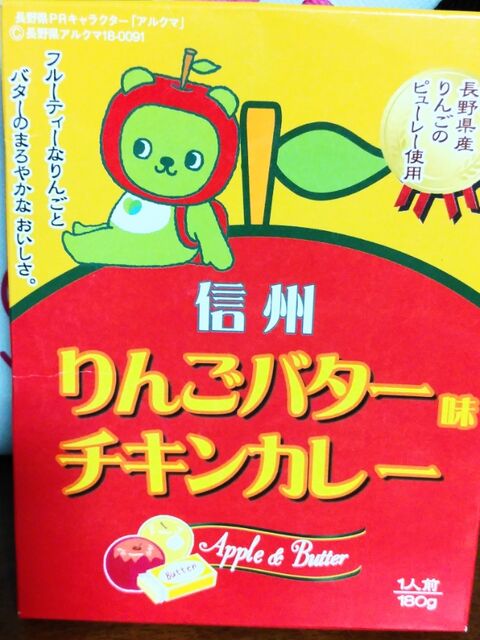 長野県PRキャラクター「アルクマ」
©長野県アルクマ18-0091
フルーティーなりんごと
バターのまろやかなおいしさ。
長野県産
りんごの
ピューレー使用
信州
りんごバター味
チキンカレー
Apple & Butter
Butter
1人前
180g